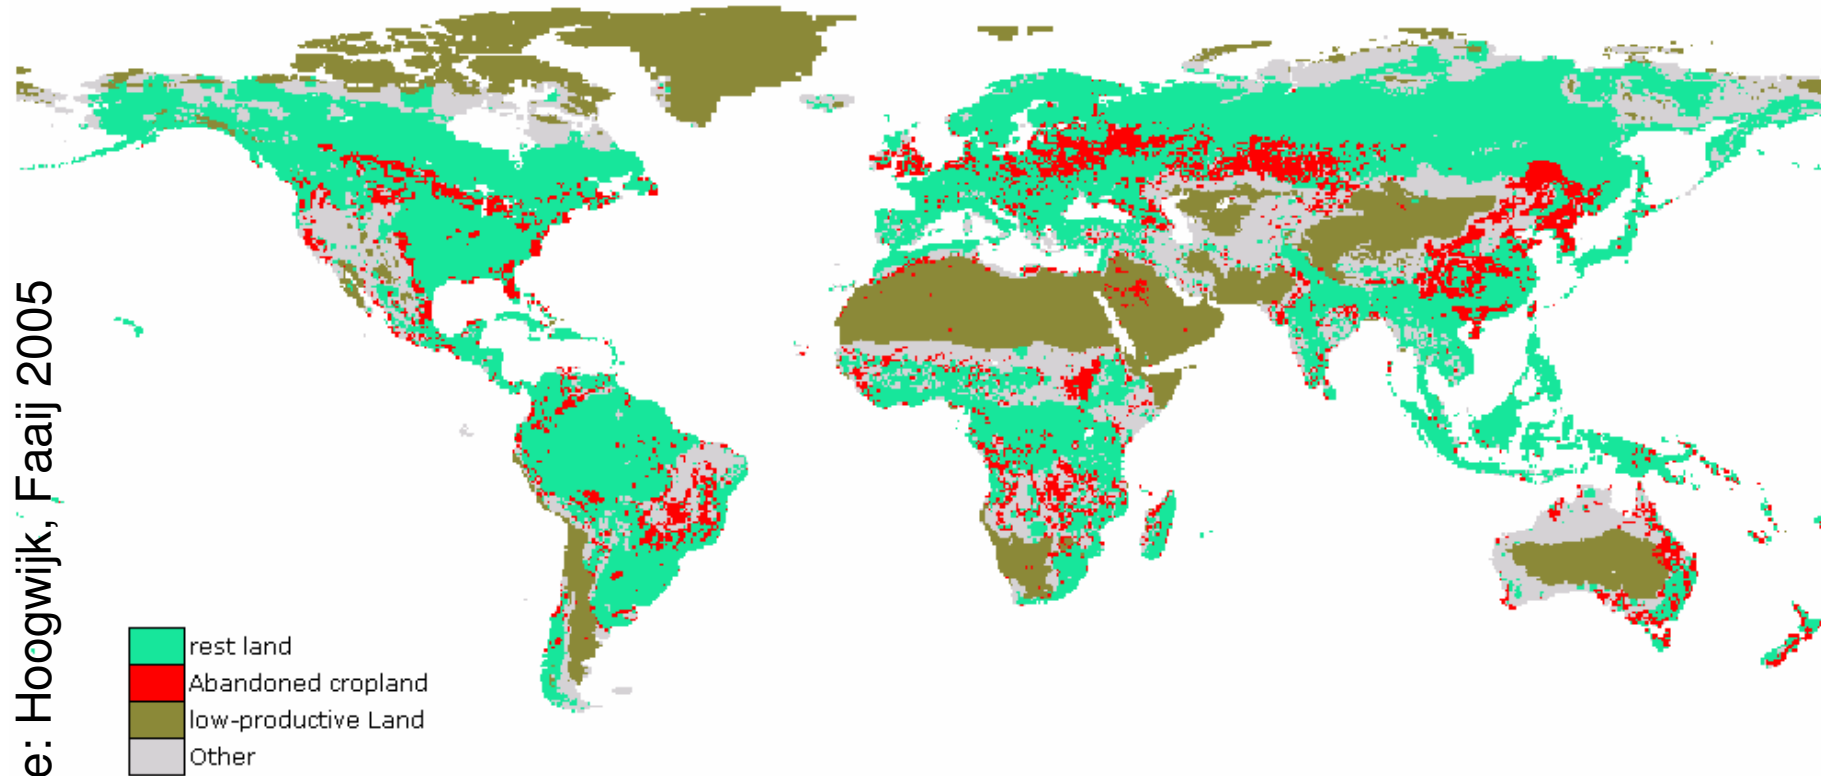 e: Hoogwijk, Faaij 2005
rest land
Abandoned cropland
low-productive Land
Other